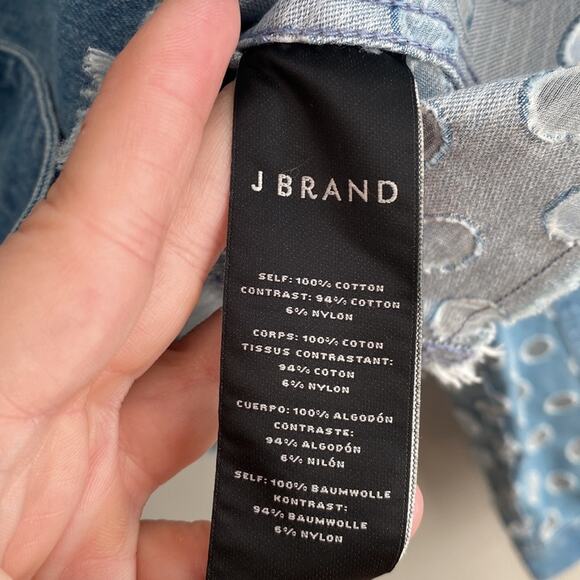 J BRAND
SELF: 100% COTTON
CONTRAST: 94% COTTON
6% NYLON
CORPS: 100% COTON
TISSUS CONTRASTANT:
94% COTON
6% NYLON
CUERPO: 100% ALGODÓN
CONTRASTE:
94% ALGODÓN
6% NILÓN
SELF: 100% BAUMWOLLE
KONTRAST:
94% BAUMWOLLE
6% NYLON